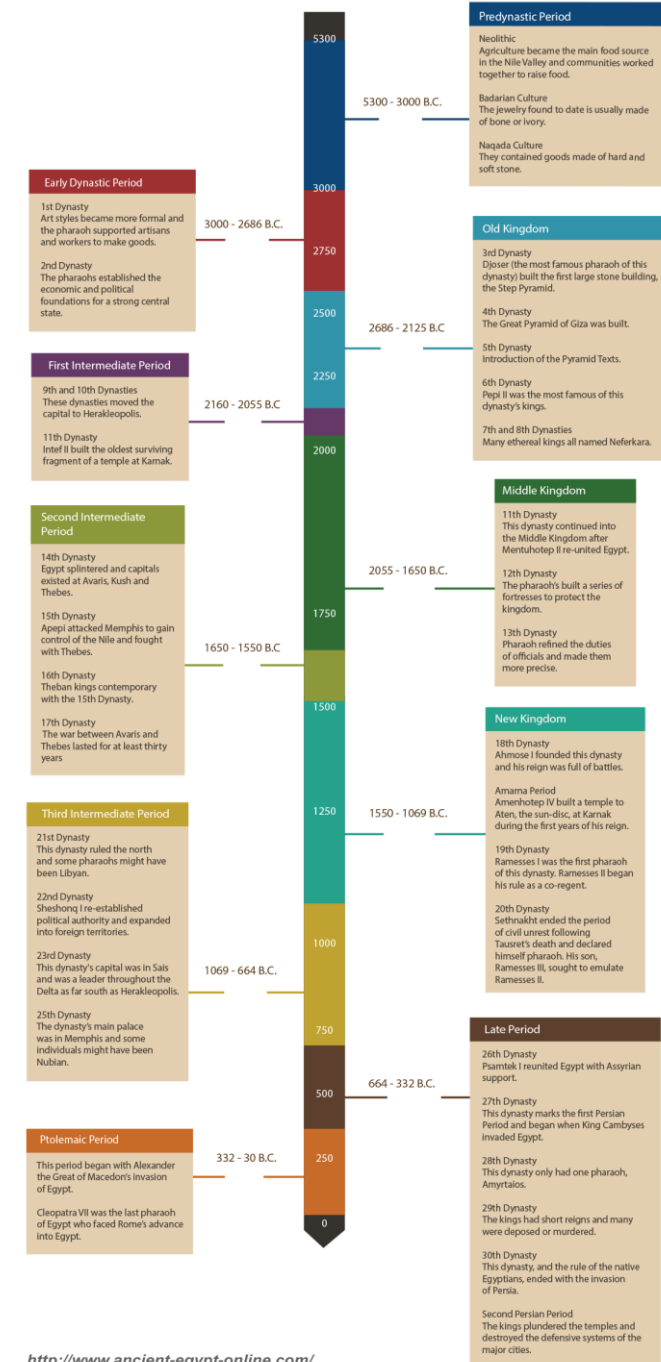 5300
Predynastic Period
Neolithic
Agriculture became the main food source
in the Nile Valley and communities worked
together to raise food.
Badarian Culture
The jewelry found to date is usually made
of bone or ivory.
Naqada Culture
They contained goods made of hard and
soft stone.
5300 - 3000 B.C.
3000
Early Dynastic Period
1st Dynasty
Art styles became more formal and
the pharaoh supported artisans
and workers to make goods.
2nd Dynasty
The pharaohs established the
economic and political
foundations for a strong central
state.
3000 - 2686 B.C.
2750
Old Kingdom
3rd Dynasty
Djoser (the most famous pharaoh of this
dynasty) built the first large stone building,
the Step Pyramid.
4th Dynasty
The Great Pyramid of Giza was built.
5th Dynasty
Introduction of the Pyramid Texts.
6th Dynasty
Pepi II was the most famous of this
dynasty's kings.
7th and 8th Dynasties
Many ethereal kings all named Neferkara.
2500
2686 - 2125 B.C
2250
First Intermediate Period
9th and 10th Dynasties
These dynasties moved the
capital to Herakleopolis.
11th Dynasty
Intef II built the oldest surviving
fragment of a temple at Karnak.
2160 - 2055 B.C
2000
Middle Kingdom
11th Dynasty
This dynasty continued into
the Middle Kingdom after
Mentuhotep II re-united Egypt.
12th Dynasty
The pharaoh's built a series of
fortresses to protect the
kingdom.
13th Dynasty
Pharaoh refined the duties
of officials and made them
more precise.
2055 - 1650 B.C.
1750
Second Intermediate
Period
14th Dynasty
Egypt splintered and capitals
existed at Avaris, Kush and
Thebes.
15th Dynasty
Apepi attacked Memphis to gain
control of the Nile and fought
with Thebes.
16th Dynasty
Theban kings contemporary
with the 15th Dynasty.
17th Dynasty
The war between Avaris and
Thebes lasted for at least thirty
years
1650 - 1550 B.C
1500
New Kingdom
18th Dynasty
Ahmose I founded this dynasty
and his reign was full of battles.
Amarna Period
Amenhotep IV built a temple to
Aten, the sun-disc, at Karnak
during the first years of his reign.
19th Dynasty
Ramesses I was the first pharaoh
of this dynasty. Ramesses II began
his rule as a co-regent.
20th Dynasty
Sethnakht ended the period
of civil unrest following
Tausret's death and declared
himself pharaoh. His son,
Ramesses III, sought to emulate
Ramesses II.
1250
1550 - 1069 B.C.
Third Intermediate Period
21st Dynasty
This dynasty ruled the north
and some pharaohs might have
been Libyan.
22nd Dynasty
Sheshonq I re-established
political authority and expanded
into foreign territories.
23rd Dynasty
This dynasty's capital was in Sais
and was a leader throughout the
Delta as far south as Herakleopolis.
25th Dynasty
The dynasty's main palace
was in Memphis and some
individuals might have been
Nubian.
1000
1069 - 664 B.C.
750
Late Period
26th Dynasty
Psamtek I reunited Egypt with Assyrian
support.
27th Dynasty
This dynasty marks the first Persian
Period and began when King Cambyses
invaded Egypt.
28th Dynasty
This dynasty only had one pharaoh,
Amyrtaios.
29th Dynasty
The kings had short reigns and many
were deposed or murdered.
30th Dynasty
This dynasty, and the rule of the native
Egyptians, ended with the invasion
of Persia.
Second Persian Period
The kings plundered the temples and
destroyed the defensive systems of the
major cities.
664 - 332 B.C.
500
Ptolemaic Period
This period began with Alexander
the Great of Macedon's invasion
of Egypt.
Cleopatra VII was the last pharaoh
of Egypt who faced Rome's advance
into Egypt.
332 - 30 B.C.
250
0
http://www.ancient-egypt-online.com/